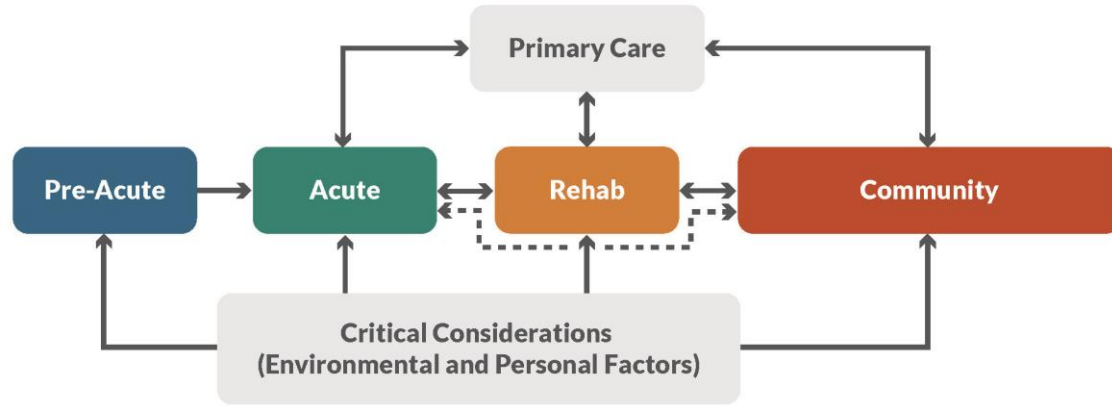 Primary Care
Pre-Acute
Acute
Rehab
Community
Critical Considerations
(Environmental and Personal Factors)